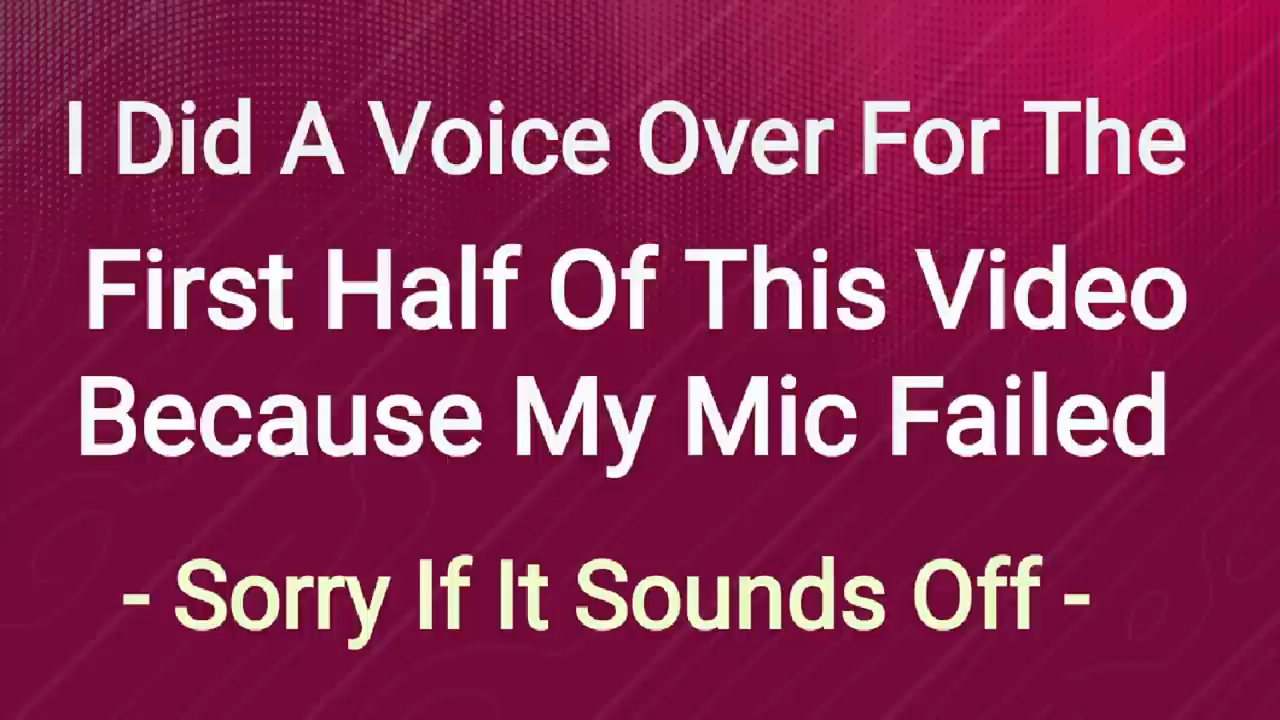 I Did A Voice Over For The
First Half Of This Video
Because My Mic Failed
- Sorry If It Sounds Off -